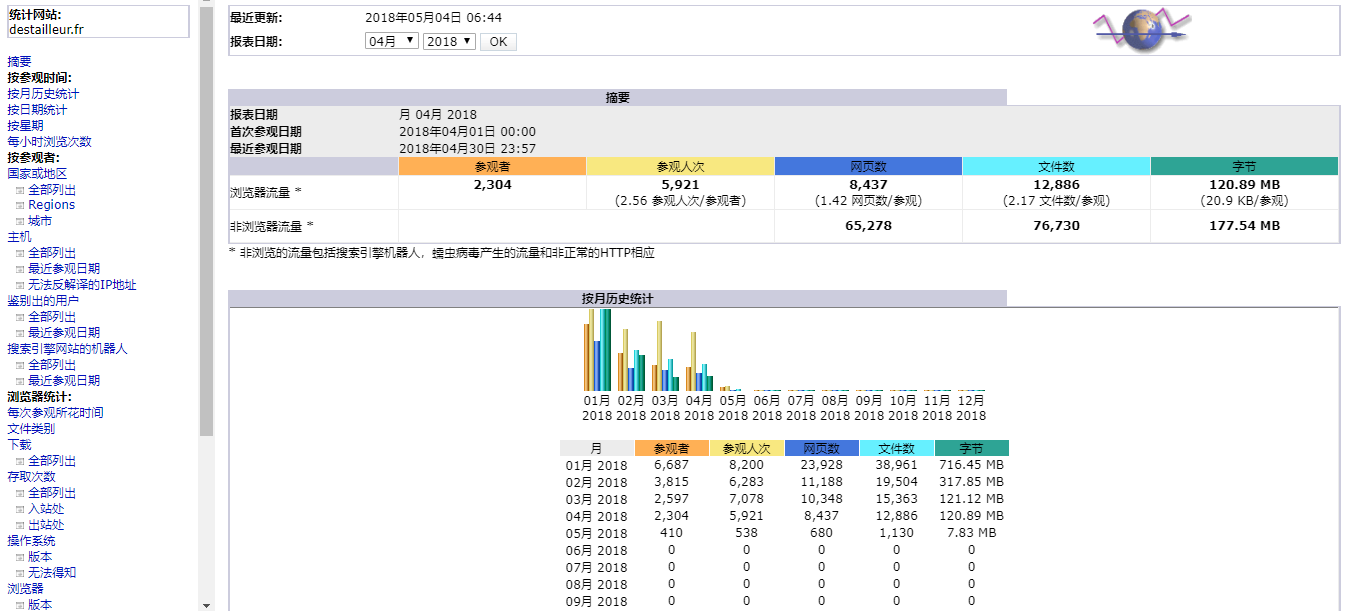 统计网站:
destailleur.fr
摘要
按参观时间:
按月历史统计
按日期统计
按星期
每小时浏览次数
按参观者:
国家或地区
全部列出
Regions
城市
主机
全部列出
最近参观日期
无法反解译的IP地址
鉴别出的用户
全部列出
最近参观日期
搜索引擎网站的机器人
全部列出
最近参观日期
浏览器统计:
每次参观所花时间
文件类别
下载
全部列出
存取次数
全部列出
入站处
出站处
操作系统
版本
无法得知
浏览器
版本
最近更新: 2018年05月04日 06:44
报表日期: 04月 2018 OK
摘要
报表日期 月 04月 2018
首次参观日期 2018年04月01日 00:00
最近参观日期 2018年04月30日 23:57
参观者 参观人次 网页数 文件数 字节
浏览器流量 * 2,304 5,921 8,437 12,886 120.89 MB
(2.56 参观人次/参观者) (1.42 网页数/参观) (2.17 文件数/参观) (20.9 KB/参观)
非浏览器流量 * 65,278 76,730 177.54 MB
* 非浏览的流量包括搜索引擎机器人，蠕虫病毒产生的流量和非正常的HTTP相应
按月历史统计
01月 02月 03月 04月 05月 06月 07月 08月 09月 10月 11月 12月
2018 2018 2018 2018 2018 2018 2018 2018 2018 2018 2018 2018
月 参观者 参观人次 网页数 文件数 字节
01月 2018 6,687 8,200 23,928 38,961 716.45 MB
02月 2018 3,815 6,283 11,188 19,504 317.85 MB
03月 2018 2,597 7,078 10,348 15,363 121.12 MB
04月 2018 2,304 5,921 8,437 12,886 120.89 MB
05月 2018 410 538 680 1,130 7.83 MB
06月 2018 0 0 0 0 0
07月 2018 0 0 0 0 0
08月 2018 0 0 0 0 0
09月 2018 0 0 0 0 0